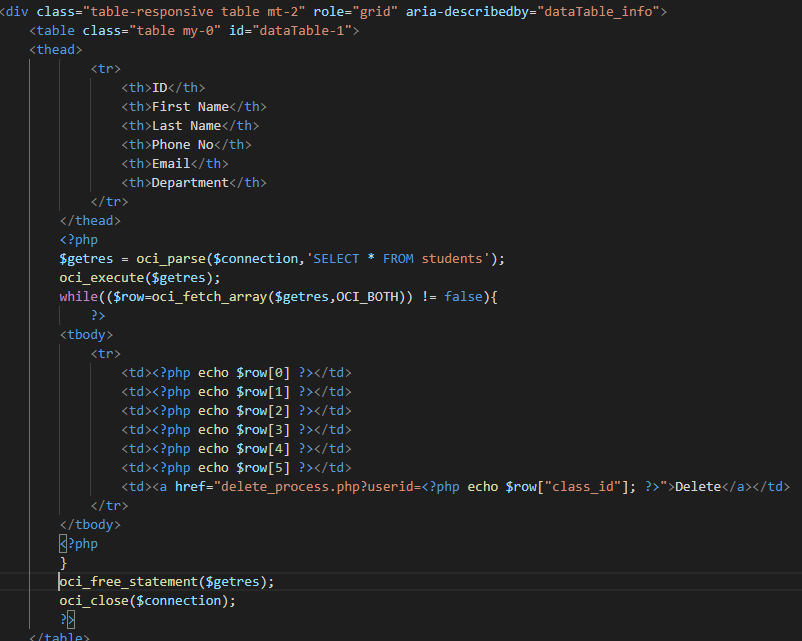 <div class="table-responsive table mt-2" role="grid" aria-describedby="dataTable_info">
<table class="table my-0" id="dataTable-1">
<thead>
<tr>
<th>ID</th>
<th>First Name</th>
<th>Last Name</th>
<th>Phone No</th>
<th>Email</th>
<th>Department</th>
</tr>
</thead>
<?php
$getres = oci_parse($connection,'SELECT * FROM students');
oci_execute($getres);
while(($row=oci_fetch_array($getres,OCI_BOTH)) != false){
?>
<tbody>
<tr>
<td><?php echo $row[0] ?></td>
<td><?php echo $row[1] ?></td>
<td><?php echo $row[2] ?></td>
<td><?php echo $row[3] ?></td>
<td><?php echo $row[4] ?></td>
<td><?php echo $row[5] ?></td>
<td><a href="delete_process.php?userid=<?php echo $row["class_id"]; ?>">Delete</a></td>
</tr>
</tbody>
<?php
}
oci_free_statement($getres);
oci_close($connection);
?>
</table>